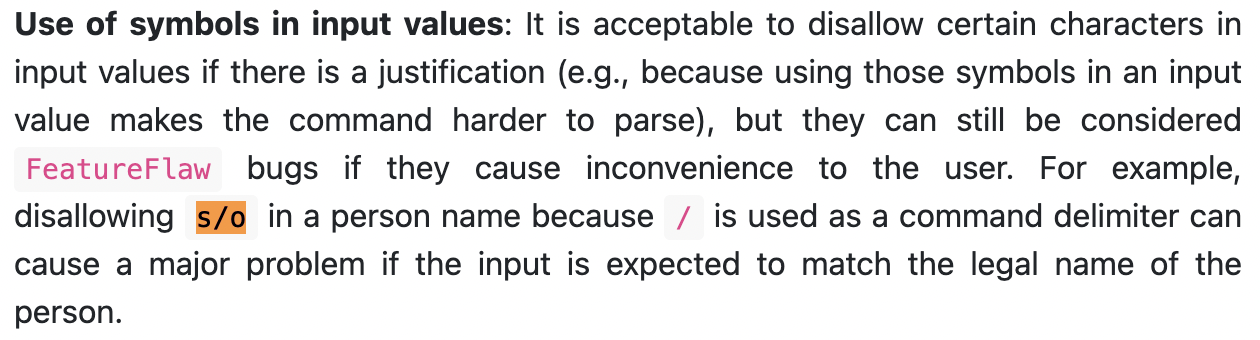 Use of symbols in input values: It is acceptable to disallow certain characters in
input values if there is a justification (e.g., because using those symbols in an input
value makes the command harder to parse), but they can still be considered
FeatureFlaw bugs if they cause inconvenience to the user. For example,
disallowing s/o in a person name because / is used as a command delimiter can
cause a major problem if the input is expected to match the legal name of the
person.